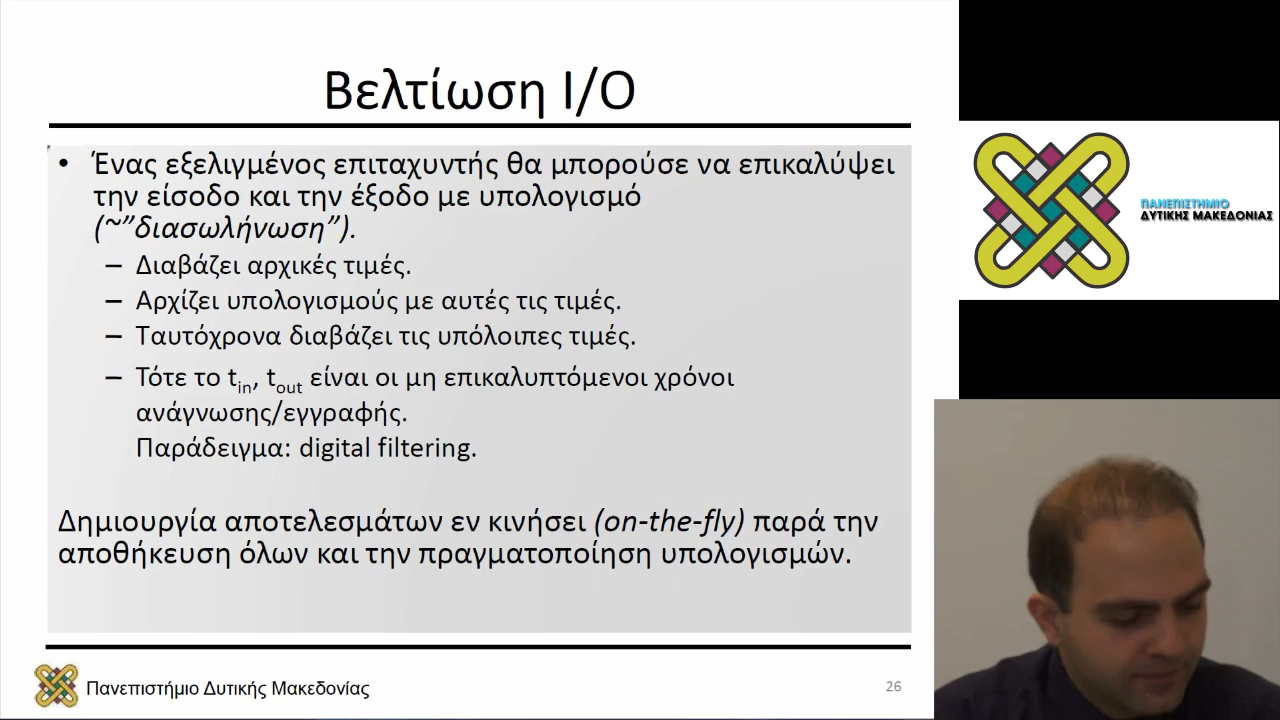 Βελτίωση I/O
• Ένας εξελιγμένος επιταχυντής θα μπορούσε να επικαλύψει
την είσοδο και την έξοδο με υπολογισμό
(~”διασωλήνωση”).
– Διαβάζει αρχικές τιμές.
– Αρχίζει υπολογισμούς με αυτές τις τιμές.
– Ταυτόχρονα διαβάζει τις υπόλοιπες τιμές.
– Τότε το tin, tout είναι οι μη επικαλυπτόμενοι χρόνοι
ανάγνωσης/εγγραφής.
Παράδειγμα: digital filtering.
Δημιουργία αποτελεσμάτων εν κινήσει (on-the-fly) παρά την
αποθήκευση όλων και την πραγματοποίηση υπολογισμών.
Πανεπιστήμιο Δυτικής Μακεδονίας
26
ΠΑΝΕΠΙΣΤΗΜΙΟ
ΔΥΤΙΚΗΣ ΜΑΚΕΔΟΝΙΑΣ